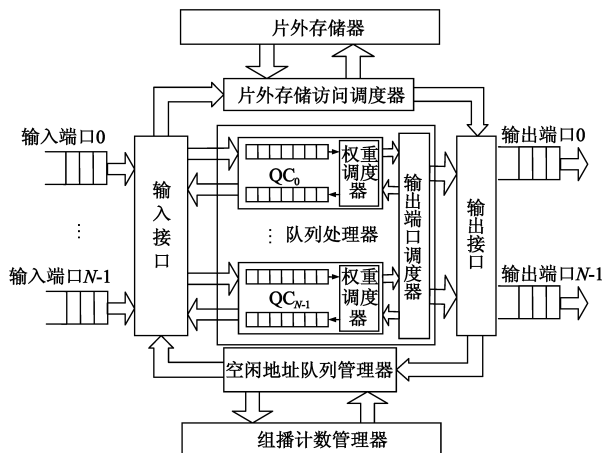 片外存储器
片外存储访问调度器
输入端口0
输出端口0
输入接口
QC0
权重调度器
输出端口调度器
输出接口
⋮
⋮ 队列处理器
输入端口N-1
输出端口N-1
QCN-1
权重调度器
空闲地址队列管理器
组播计数管理器